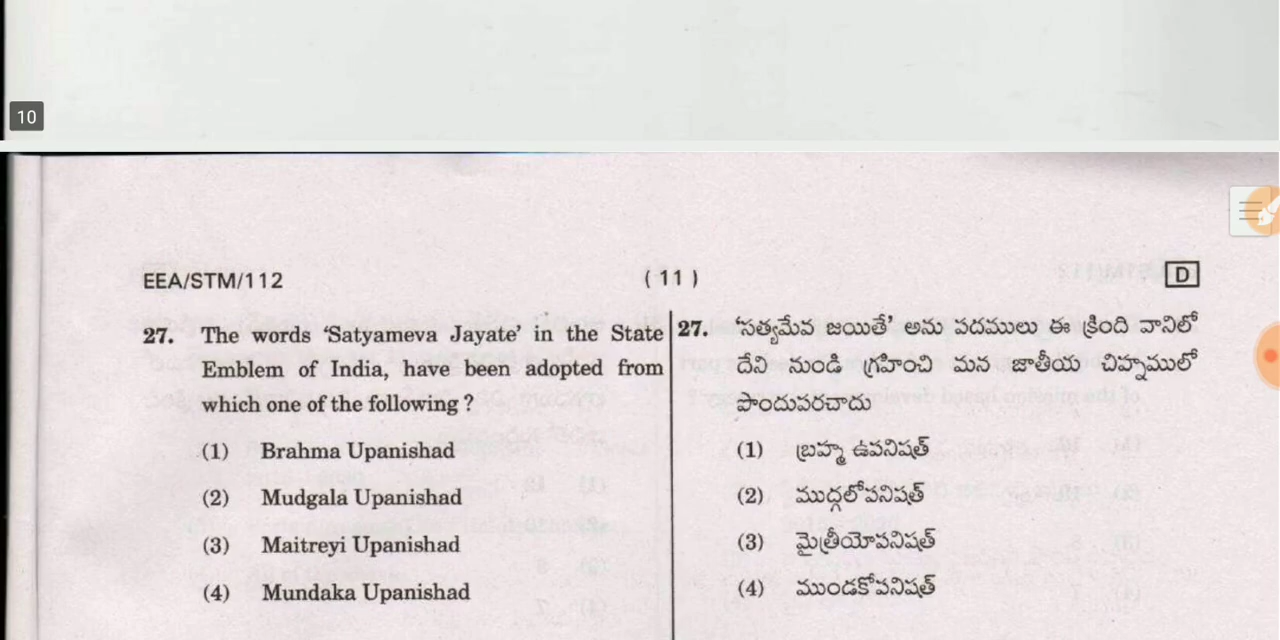 10
EEA/STM/112
( 11 )
D
27. The words ‘Satyameva Jayate’ in the State
Emblem of India, have been adopted from
which one of the following ?
(1) Brahma Upanishad
(2) Mudgala Upanishad
(3) Maitreyi Upanishad
(4) Mundaka Upanishad
27. ‘సత్యమేవ జయితే’ అను పదములు ఈ క్రింది వానిలో
దేని నుండి గ్రహించి మన జాతీయ చిహ్నములో
పొందుపరచాడు
(1) బ్రహ్మ ఉపనిషత్
(2) ముద్గలోపనిషత్
(3) మైత్రీయోపనిషత్
(4) ముండకోపనిషత్